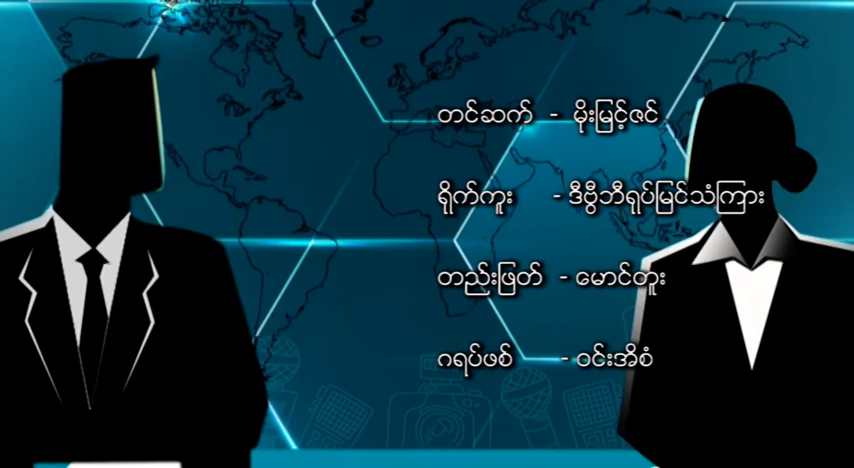 တင်ဆက် - မိုးမြင့်ဇင်
ရိုက်ကူး - ဒီဗွီဘီရုပ်မြင်သံကြား
တည်းဖြတ် - မောင်တူး
ဂရပ်ဖစ် - ဝင်းအိစံ